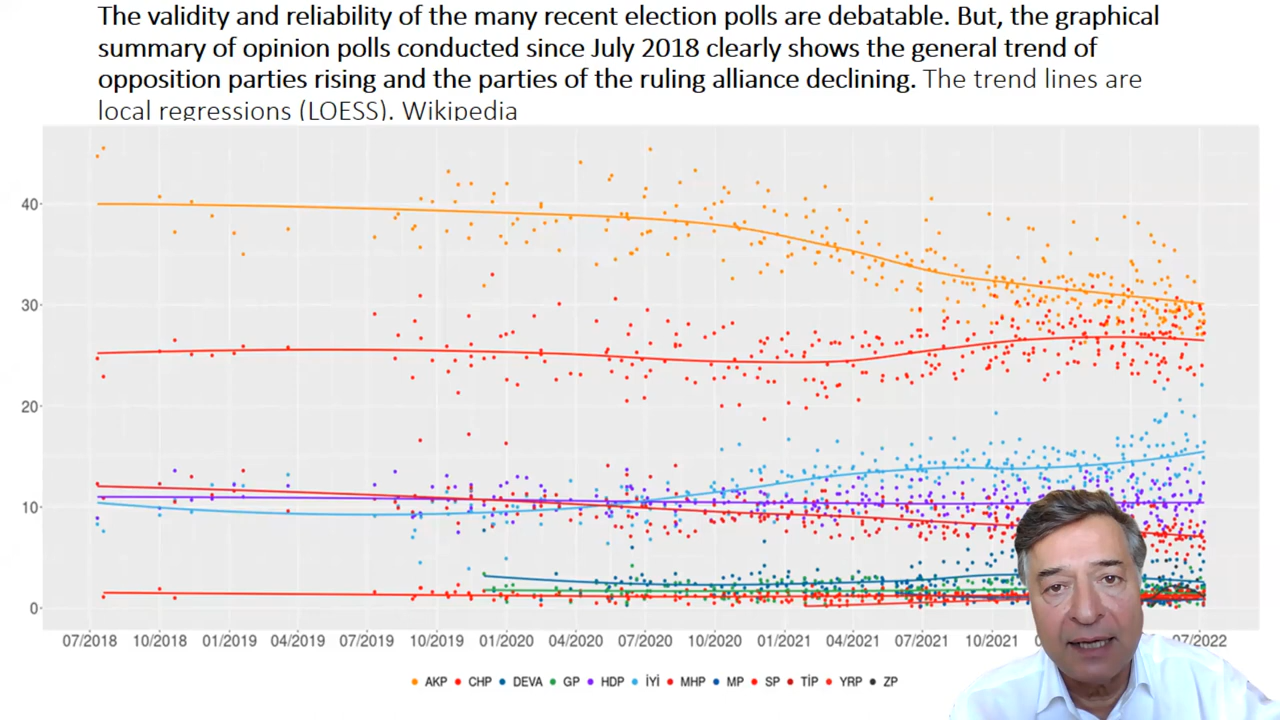 The validity and reliability of the many recent election polls are debatable. But, the graphical
summary of opinion polls conducted since July 2018 clearly shows the general trend of
opposition parties rising and the parties of the ruling alliance declining. The trend lines are
local regressions (LOESS). Wikipedia
40
30
20
10
0
07/2018 10/2018 01/2019 04/2019 07/2019 10/2019 01/2020 04/2020 07/2020 10/2020 01/2021 04/2021 07/2021 10/2021 07/2022
AKP CHP DEVA GP HDP İYİ MHP MP SP TİP YRP ZP